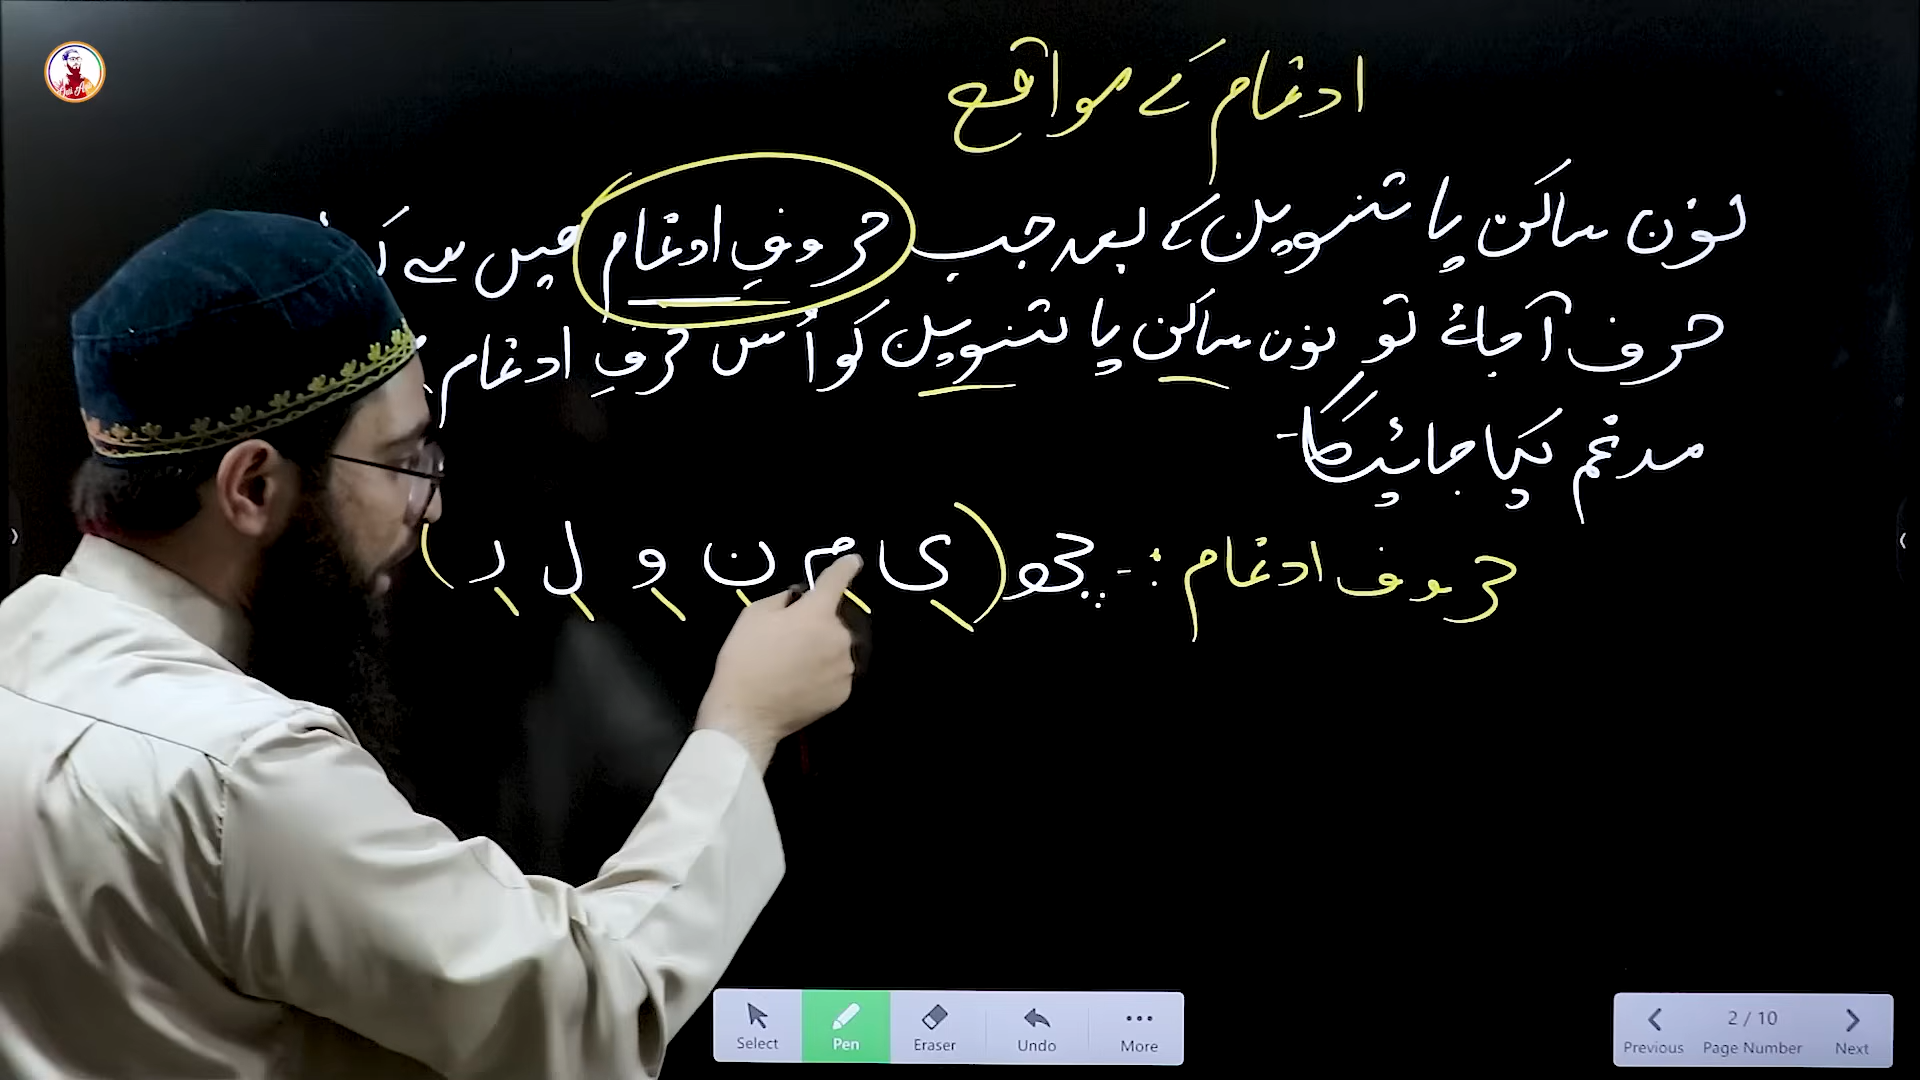 ادغام کے مواقع
نون ساکن یا تنوین کے بعد جب حروفِ ادغام میں سے
حرف آجائے تو نون ساکن یا تنوین کو اُس حرفِ ادغام
مدغم کیا جائیگا-
حروف ادغام :- چھ (ی م ن و ل ر)
Select
Pen
Eraser
Undo
More
2 / 10
Previous
Page Number
Next